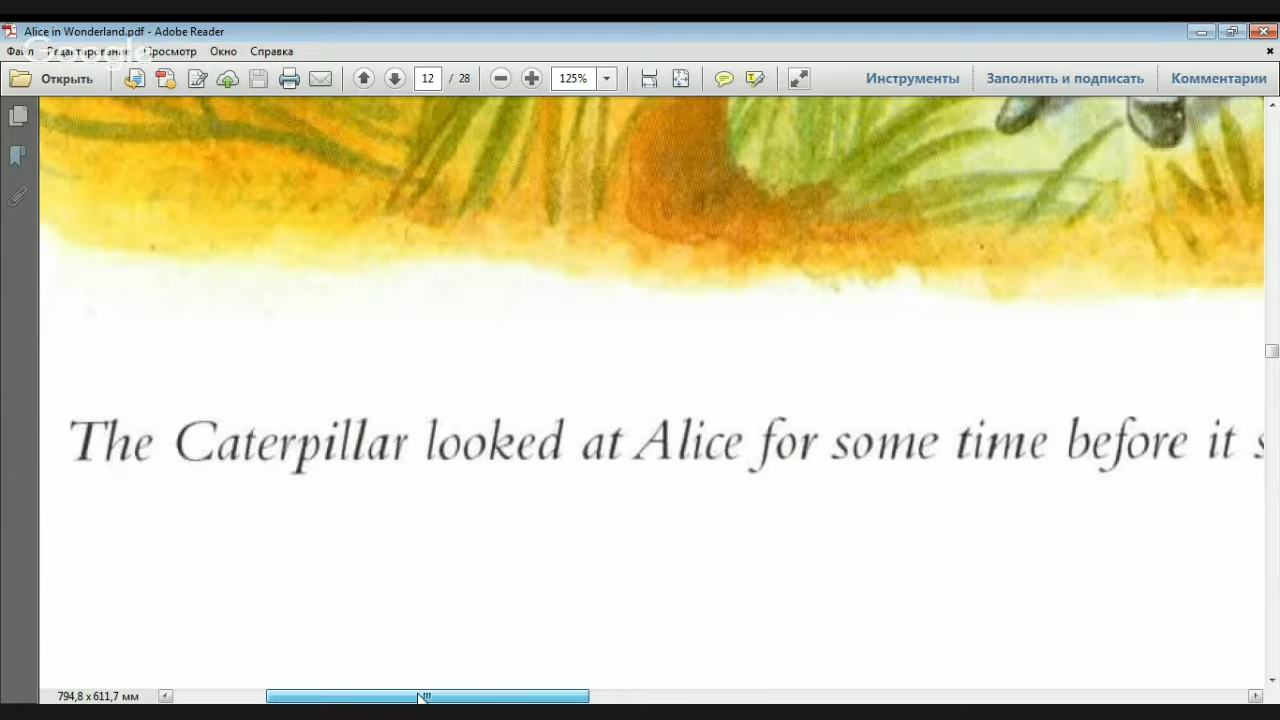 Alice in Wonderland.pdf - Adobe Reader
Файл Редактирование Просмотр Окно Справка
Google
Открыть 12 / 28 125% Инструменты Заполнить и подписать Комментарии
The Caterpillar looked at Alice for some time before it s
794,8 x 611,7 мм